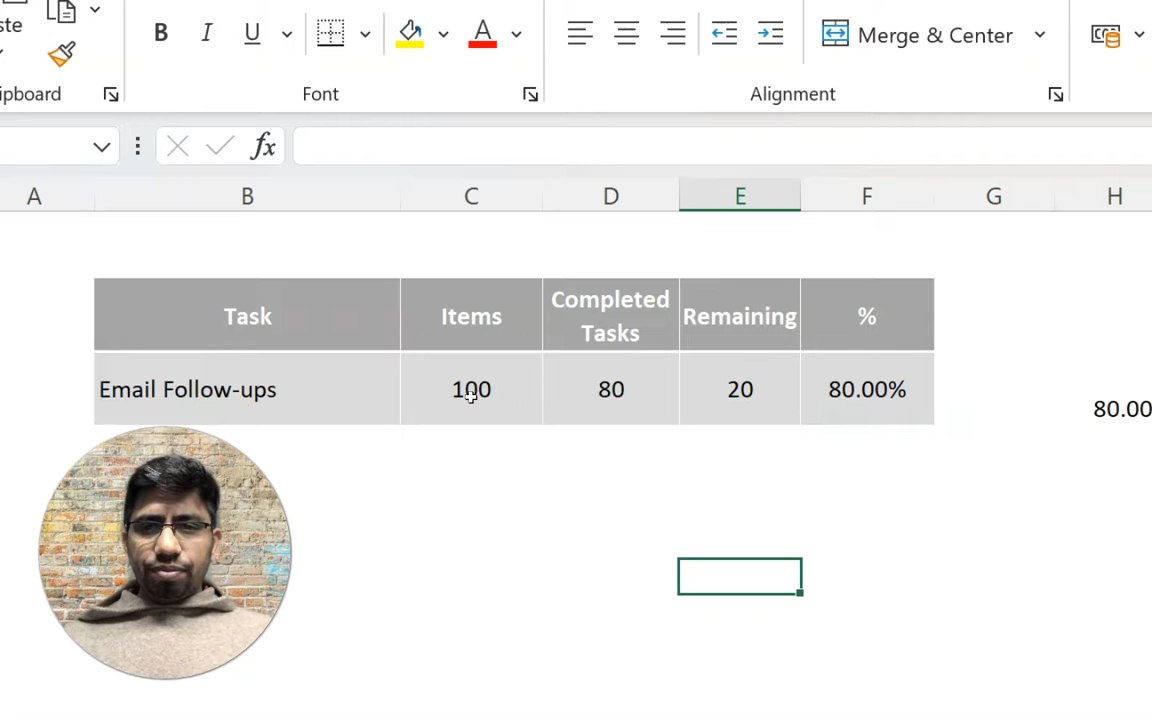 ste
B I U A Merge & Center
ipboard Font Alignment
fx
A B C D E F G H
Task Items Completed Tasks Remaining %
Email Follow-ups 100 80 20 80.00%
80.00